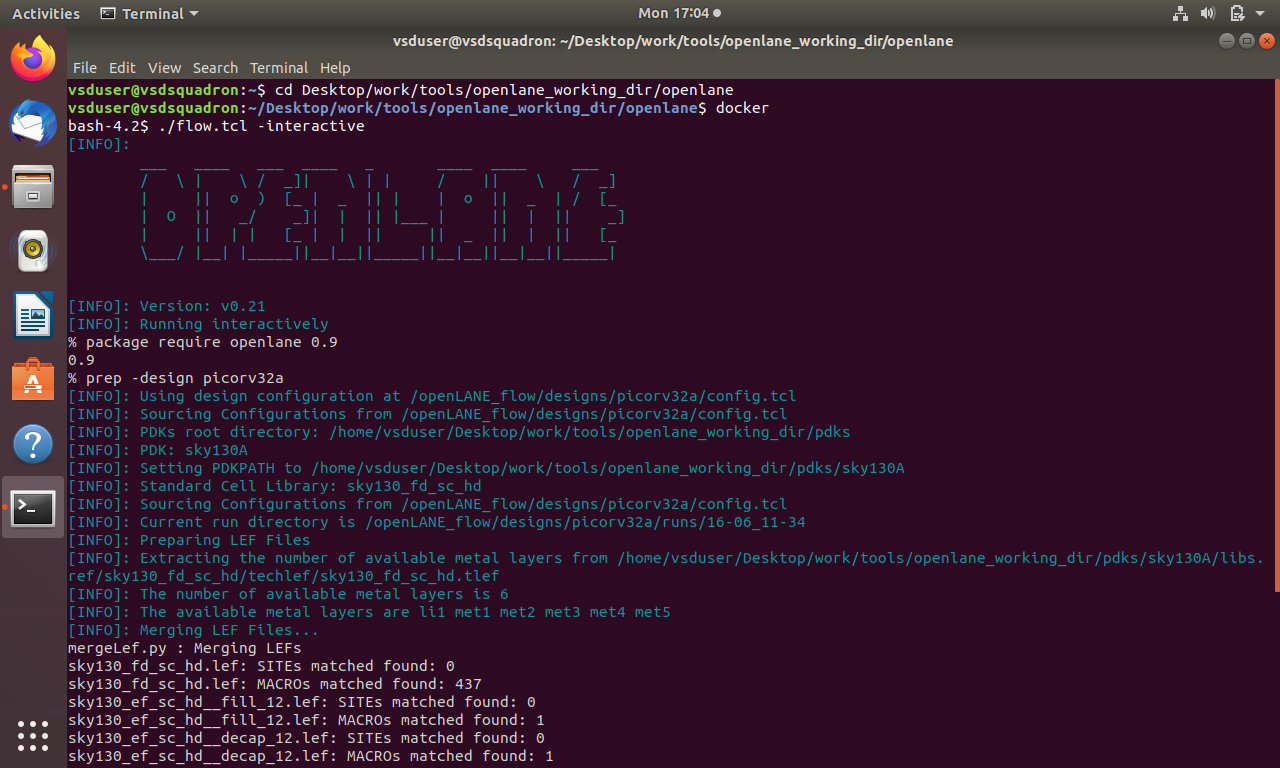 Activities Terminal Mon 17:04
vsduser@vsdsquadron: ~/Desktop/work/tools/openlane_working_dir/openlane
File Edit View Search Terminal Help
vsduser@vsdsquadron:~$ cd Desktop/work/tools/openlane_working_dir/openlane
vsduser@vsdsquadron:~/Desktop/work/tools/openlane_working_dir/openlane$ docker
bash-4.2$ ./flow.tcl -interactive
[INFO]:
OPENLANE
[INFO]: Version: v0.21
[INFO]: Running interactively
% package require openlane 0.9
0.9
% prep -design picorv32a
[INFO]: Using design configuration at /openLANE_flow/designs/picorv32a/config.tcl
[INFO]: Sourcing Configurations from /openLANE_flow/designs/picorv32a/config.tcl
[INFO]: PDKs root directory: /home/vsduser/Desktop/work/tools/openlane_working_dir/pdks
[INFO]: PDK: sky130A
[INFO]: Setting PDKPATH to /home/vsduser/Desktop/work/tools/openlane_working_dir/pdks/sky130A
[INFO]: Standard Cell Library: sky130_fd_sc_hd
[INFO]: Sourcing Configurations from /openLANE_flow/designs/picorv32a/config.tcl
[INFO]: Current run directory is /openLANE_flow/designs/picorv32a/runs/16-06_11-34
[INFO]: Preparing LEF Files
[INFO]: Extracting the number of available metal layers from /home/vsduser/Desktop/work/tools/openlane_working_dir/pdks/sky130A/libs.
ref/sky130_fd_sc_hd/techlef/sky130_fd_sc_hd.tlef
[INFO]: The number of available metal layers is 6
[INFO]: The available metal layers are li1 met1 met2 met3 met4 met5
[INFO]: Merging LEF Files...
mergeLef.py : Merging LEFs
sky130_fd_sc_hd.lef: SITEs matched found: 0
sky130_fd_sc_hd.lef: MACROs matched found: 437
sky130_ef_sc_hd__fill_12.lef: SITEs matched found: 0
sky130_ef_sc_hd__fill_12.lef: MACROs matched found: 1
sky130_ef_sc_hd__decap_12.lef: SITEs matched found: 0
sky130_ef_sc_hd__decap_12.lef: MACROs matched found: 1